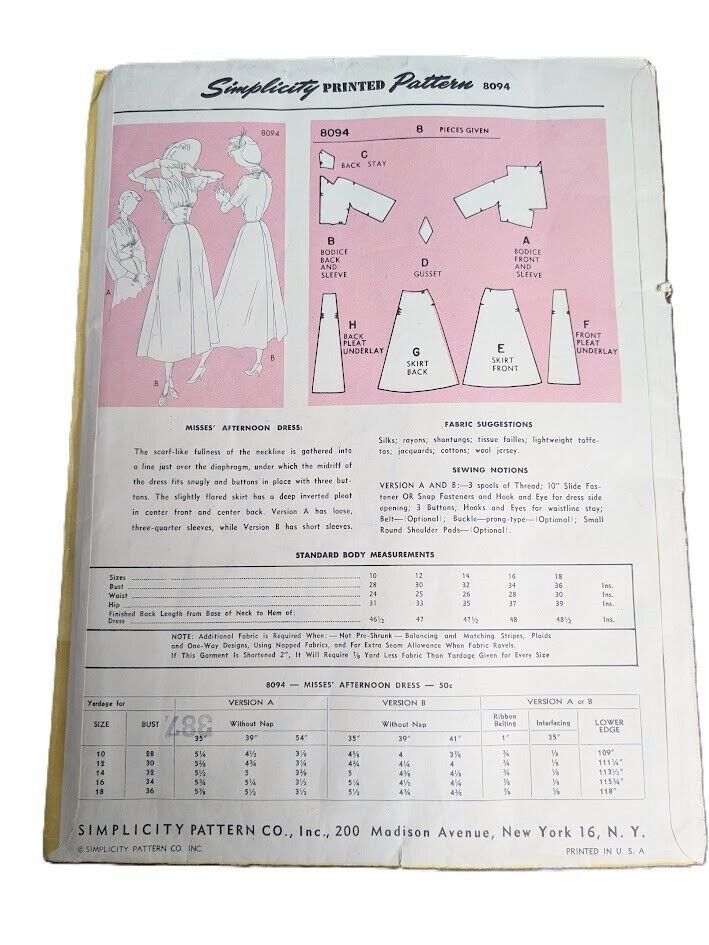 Simplicity PRINTED Pattern 8094
8094
A
B
B
8094 8 PIECES GIVEN
C
BACK STAY
B
BODICE
BACK
AND
SLEEVE
D
GUSSET
A
BODICE
FRONT
AND
SLEEVE
H
BACK
PLEAT
UNDERLAY
G
SKIRT
BACK
E
SKIRT
FRONT
F
FRONT
PLEAT
UNDERLAY
MISSES' AFTERNOON DRESS:
The scarf-like fullness of the neckline is gathered into
a line just over the diaphragm, under which the midriff of
the dress fits snugly and buttons in place with three but-
tons. The slightly flared skirt has a deep inverted pleat
in center front and center back. Version A has loose,
three-quarter sleeves, while Version B has short sleeves.
FABRIC SUGGESTIONS
Silks; rayons; shantungs; tissue failles; lightweight taffe-
tas; jacquards; cottons; wool jersey.
SEWING NOTIONS
VERSION A AND B:—3 spools of Thread; 10" Slide Fas-
tener OR Snap Fasteners and Hook and Eye for dress side
opening; 3 Buttons; Hooks and Eyes for waistline stay;
Belt—(Optional); Buckle—prong-type—(Optional); Small
Round Shoulder Pads—(Optional).
STANDARD BODY MEASUREMENTS
Sizes 10 12 14 16 18
Bust 28 30 32 34 36 Ins.
Waist 24 25 26 28 30 Ins.
Hip 31 33 35 37 39 Ins.
Finished Back Length from Base of Neck to Hem of:
Dress 46½ 47 47½ 48 48½ Ins.
NOTE: Additional Fabric is Required When:— Not Pre-Shrunk — Balancing and Matching Stripes, Plaids
and One-Way Designs, Using Napped Fabrics, and For Extra Seam Allowance When Fabric Ravels.
If This Garment Is Shortened 2", It Will Require ⅛ Yard Less Fabric Than Yardage Given for Every Size
8094 — MISSES' AFTERNOON DRESS — 50c
Yardage for VERSION A VERSION B VERSION A or B
SIZE BUST Without Nap Without Nap Ribbon Belting Interfacing LOWER EDGE
35" 39" 54" 35" 39" 41" 1" 35"
387
10 28 5¼ 4½ 3⅛ 4⅝ 4 3⅞ ¾ ⅛ 109"
12 30 5⅜ 4¾ 3¼ 4¾ 4¼ 4 ¾ ⅛ 111¼"
14 32 5½ 5 3⅜ 5 4⅜ 4⅛ ¾ ⅛ 113½"
16 34 5¾ 5¼ 3½ 5¼ 4½ 4¼ ⅞ ⅛ 115¾"
18 36 5⅞ 5½ 3½ 5½ 4¾ 4⅜ ⅞ ⅛ 118"
SIMPLICITY PATTERN CO., Inc., 200 Madison Avenue, New York 16, N. Y.
© SIMPLICITY PATTERN CO. INC. PRINTED IN U. S. A